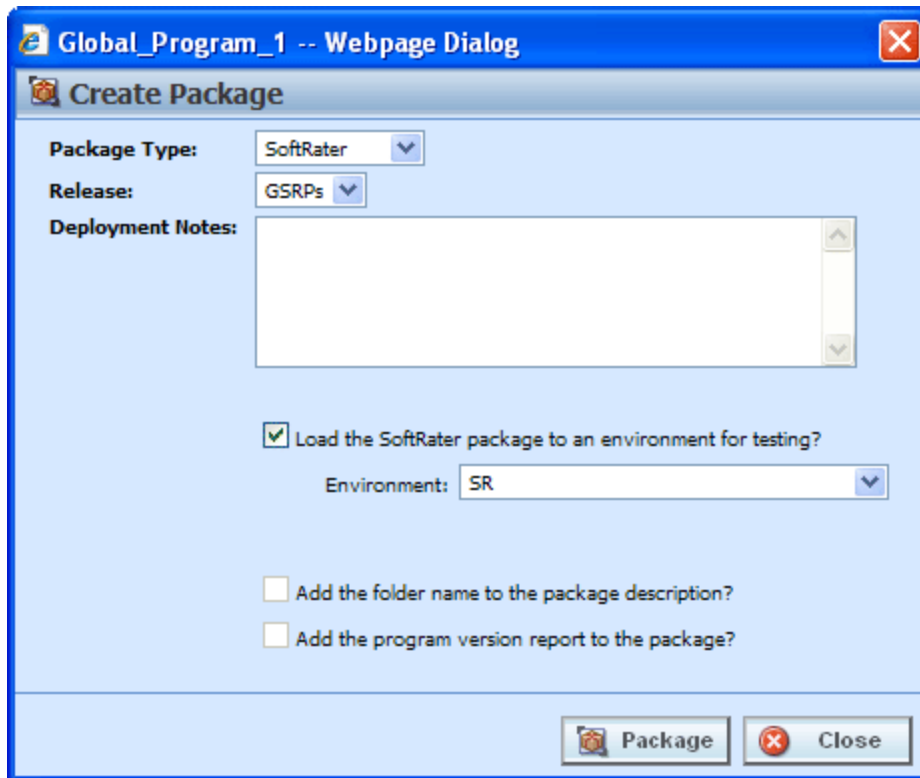 Global_Program_1 -- Webpage Dialog
Create Package
Package Type: SoftRater
Release: GSRPs
Deployment Notes:
Load the SoftRater package to an environment for testing?
Environment: SR
Add the folder name to the package description?
Add the program version report to the package?
Package Close